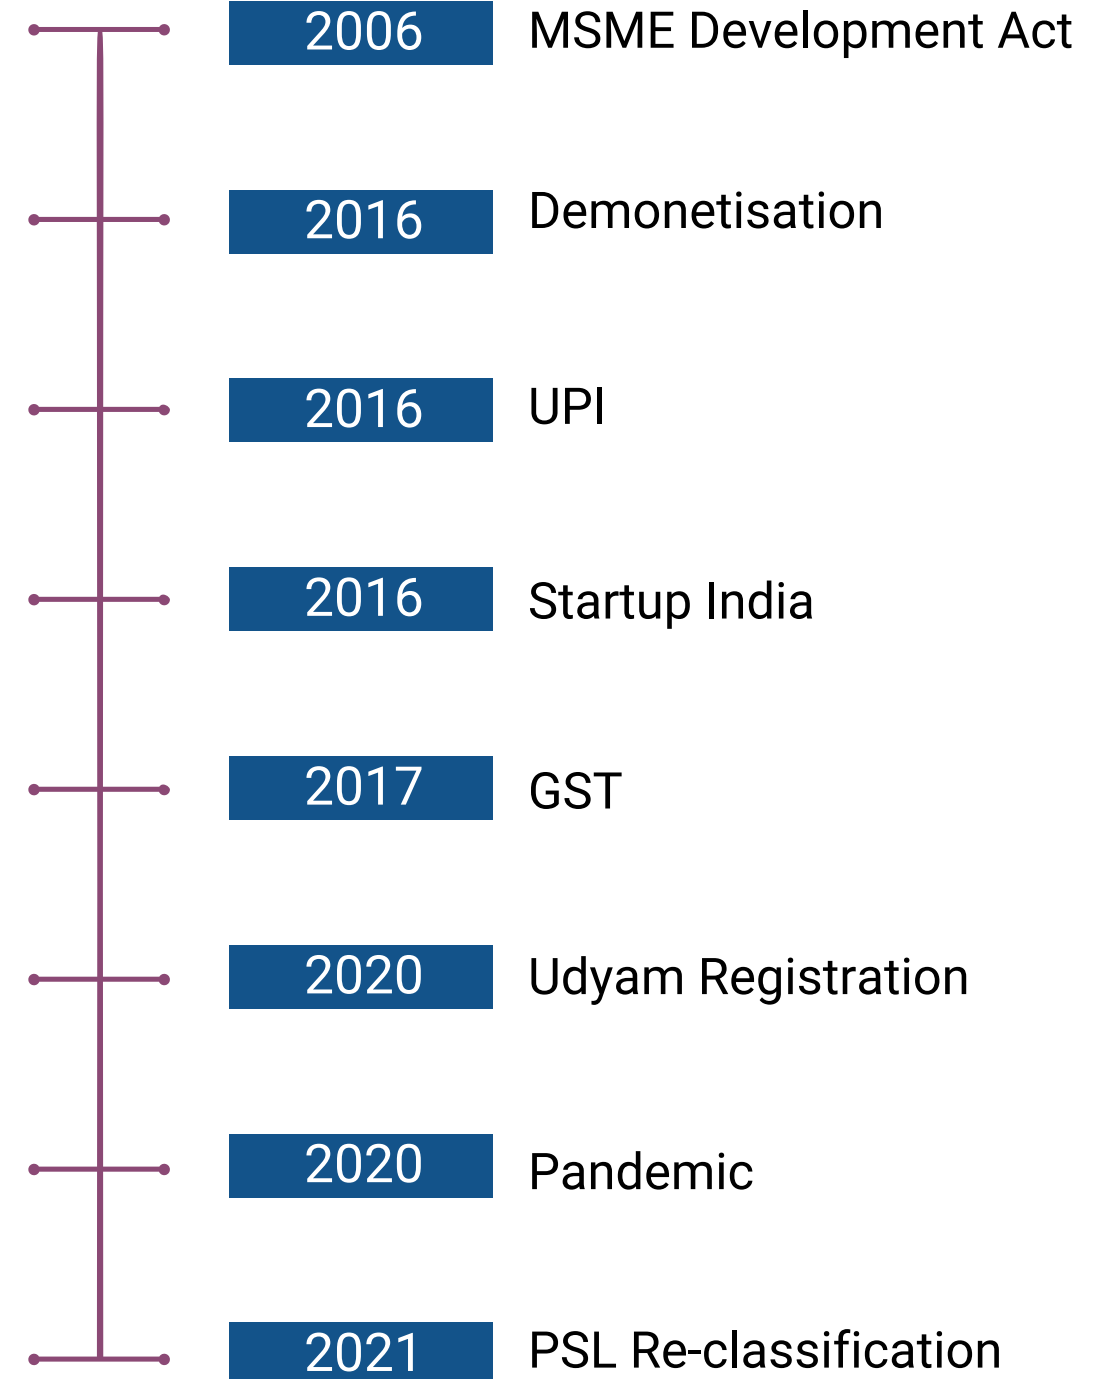 2006 MSME Development Act
2016 Demonetisation
2016 UPI
2016 Startup India
2017 GST
2020 Udyam Registration
2020 Pandemic
2021 PSL Re-classification